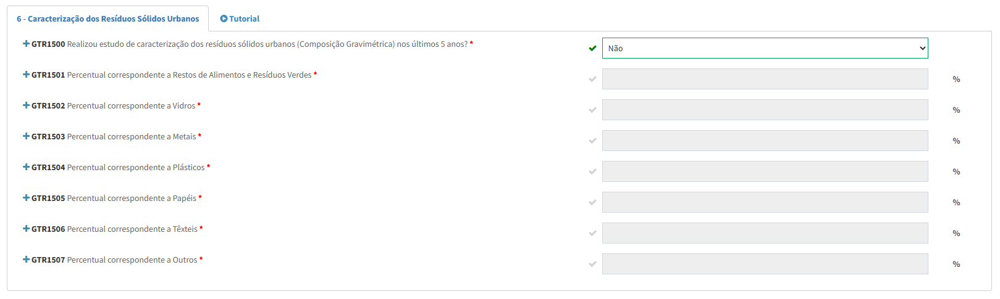 6 - Caracterização dos Resíduos Sólidos Urbanos Tutorial
GTR1500 Realizou estudo de caracterização dos resíduos sólidos urbanos (Composição Gravimétrica) nos últimos 5 anos? * Não
GTR1501 Percentual correspondente a Restos de Alimentos e Resíduos Verdes * %
GTR1502 Percentual correspondente a Vidros * %
GTR1503 Percentual correspondente a Metais * %
GTR1504 Percentual correspondente a Plásticos * %
GTR1505 Percentual correspondente a Papéis * %
GTR1506 Percentual correspondente a Têxteis * %
GTR1507 Percentual correspondente a Outros * %